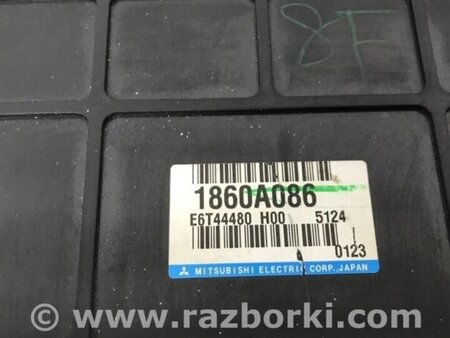 8F
1860A086
E6T44480 H00 5124
0123
MITSUBISHI ELECTRIC CORP., JAPAN
© www.razborki.com